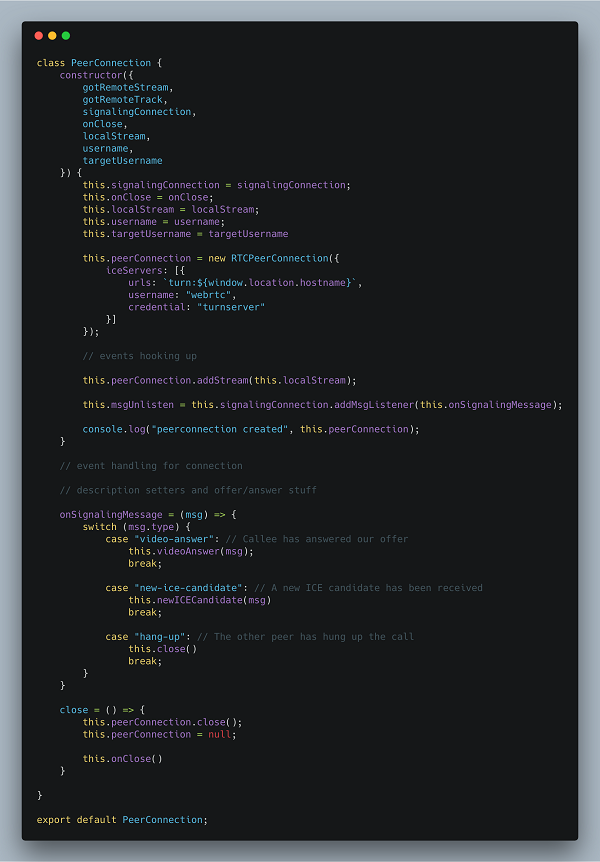 class PeerConnection {
    constructor({
        gotRemoteStream,
        gotRemoteTrack,
        signalingConnection,
        onClose,
        localStream,
        username,
        targetUsername
    }) {
        this.signalingConnection = signalingConnection;
        this.onClose = onClose;
        this.localStream = localStream;
        this.username = username;
        this.targetUsername = targetUsername

        this.peerConnection = new RTCPeerConnection({
            iceServers: [{
                urls: `turn:${window.location.hostname}`,
                username: "webrtc",
                credential: "turnserver"
            }]
        });

        // events hooking up

        this.peerConnection.addStream(this.localStream);

        this.msgUnlisten = this.signalingConnection.addMsgListener(this.onSignalingMessage);

        console.log("peerconnection created", this.peerConnection);
    }

    // event handling for connection

    // description setters and offer/answer stuff

    onSignalingMessage = (msg) => {
        switch (msg.type) {
            case "video-answer": // Callee has answered our offer
                this.videoAnswer(msg);
                break;

            case "new-ice-candidate": // A new ICE candidate has been received
                this.newICECandidate(msg)
                break;

            case "hang-up": // The other peer has hung up the call
                this.close()
                break;
        }
    }

    close = () => {
        this.peerConnection.close();
        this.peerConnection = null;

        this.onClose()
    }

}

export default PeerConnection;